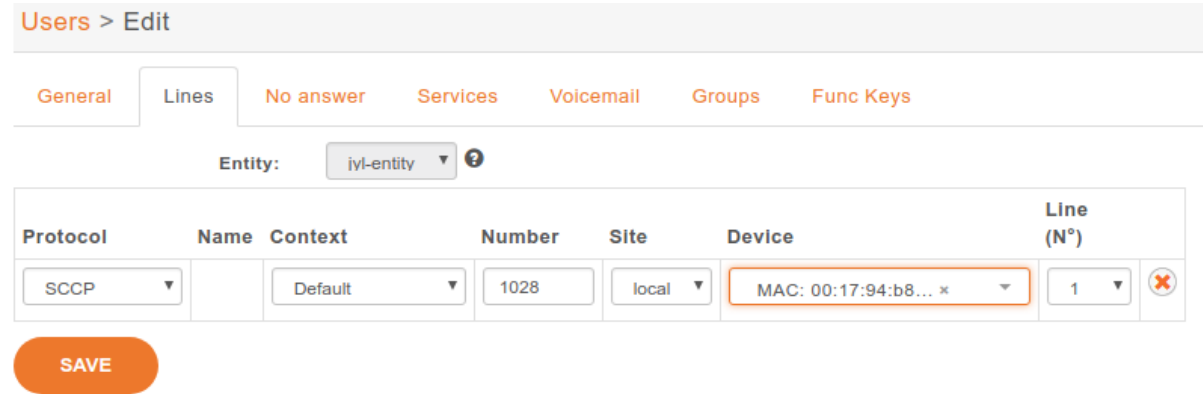 Users > Edit
General Lines No answer Services Voicemail Groups Func Keys
Entity: jyl-entity ?
Protocol Name Context Number Site Device Line (N°)
SCCP Default 1028 local MAC: 00:17:94:b8... × 1
SAVE